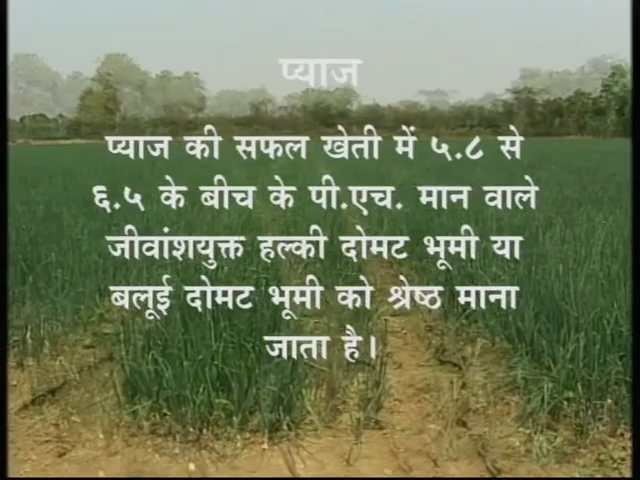 प्याज
प्याज की सफल खेती में ५.८ से
६.५ के बीच के पी.एच. मान वाले
जीवांशयुक्त हल्की दोमट भूमी या
बलूई दोमट भूमी को श्रेष्ठ माना
जाता है।